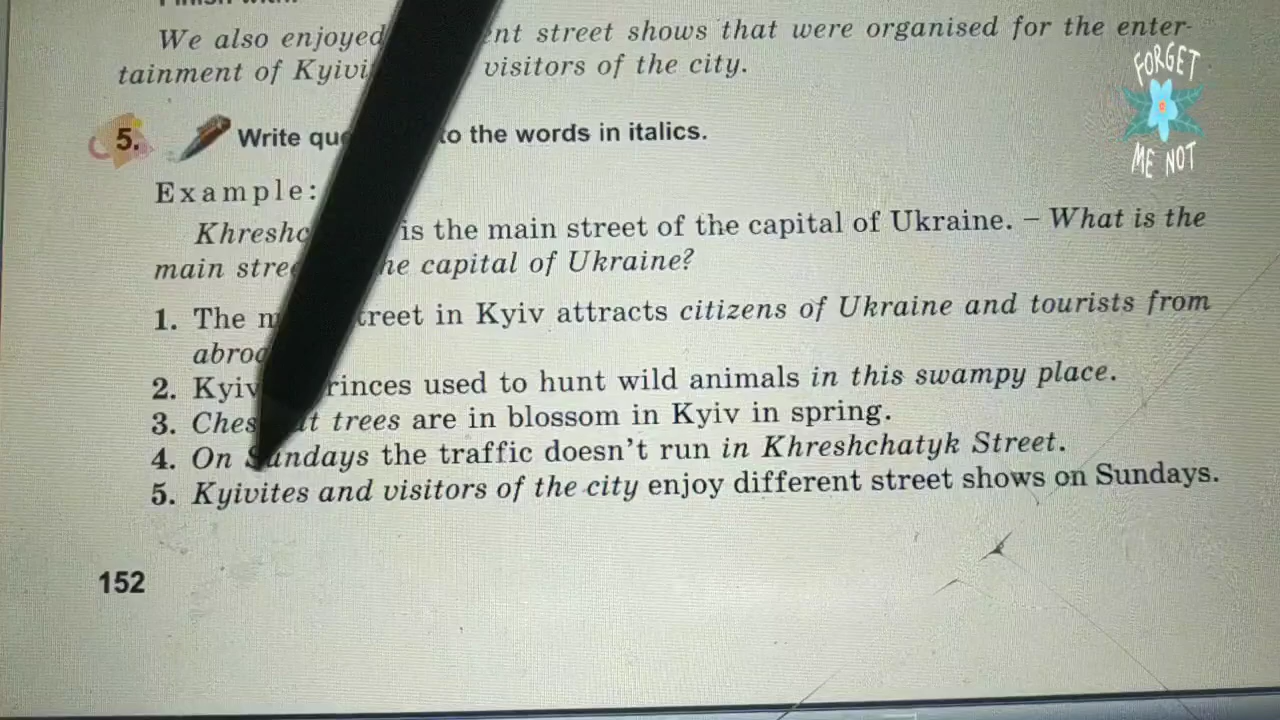 We also enjoyed ent street shows that were organised for the enter-
tainment of Kyivi visitors of the city.
5. Write que to the words in italics.
Example:
Khreshc is the main street of the capital of Ukraine. – What is the
main stree he capital of Ukraine?
1. The m treet in Kyiv attracts citizens of Ukraine and tourists from
abroa
2. Kyiv rinces used to hunt wild animals in this swampy place.
3. Ches t trees are in blossom in Kyiv in spring.
4. On Sundays the traffic doesn't run in Khreshchatyk Street.
5. Kyivites and visitors of the city enjoy different street shows on Sundays.
152
FORGET
ME NOT